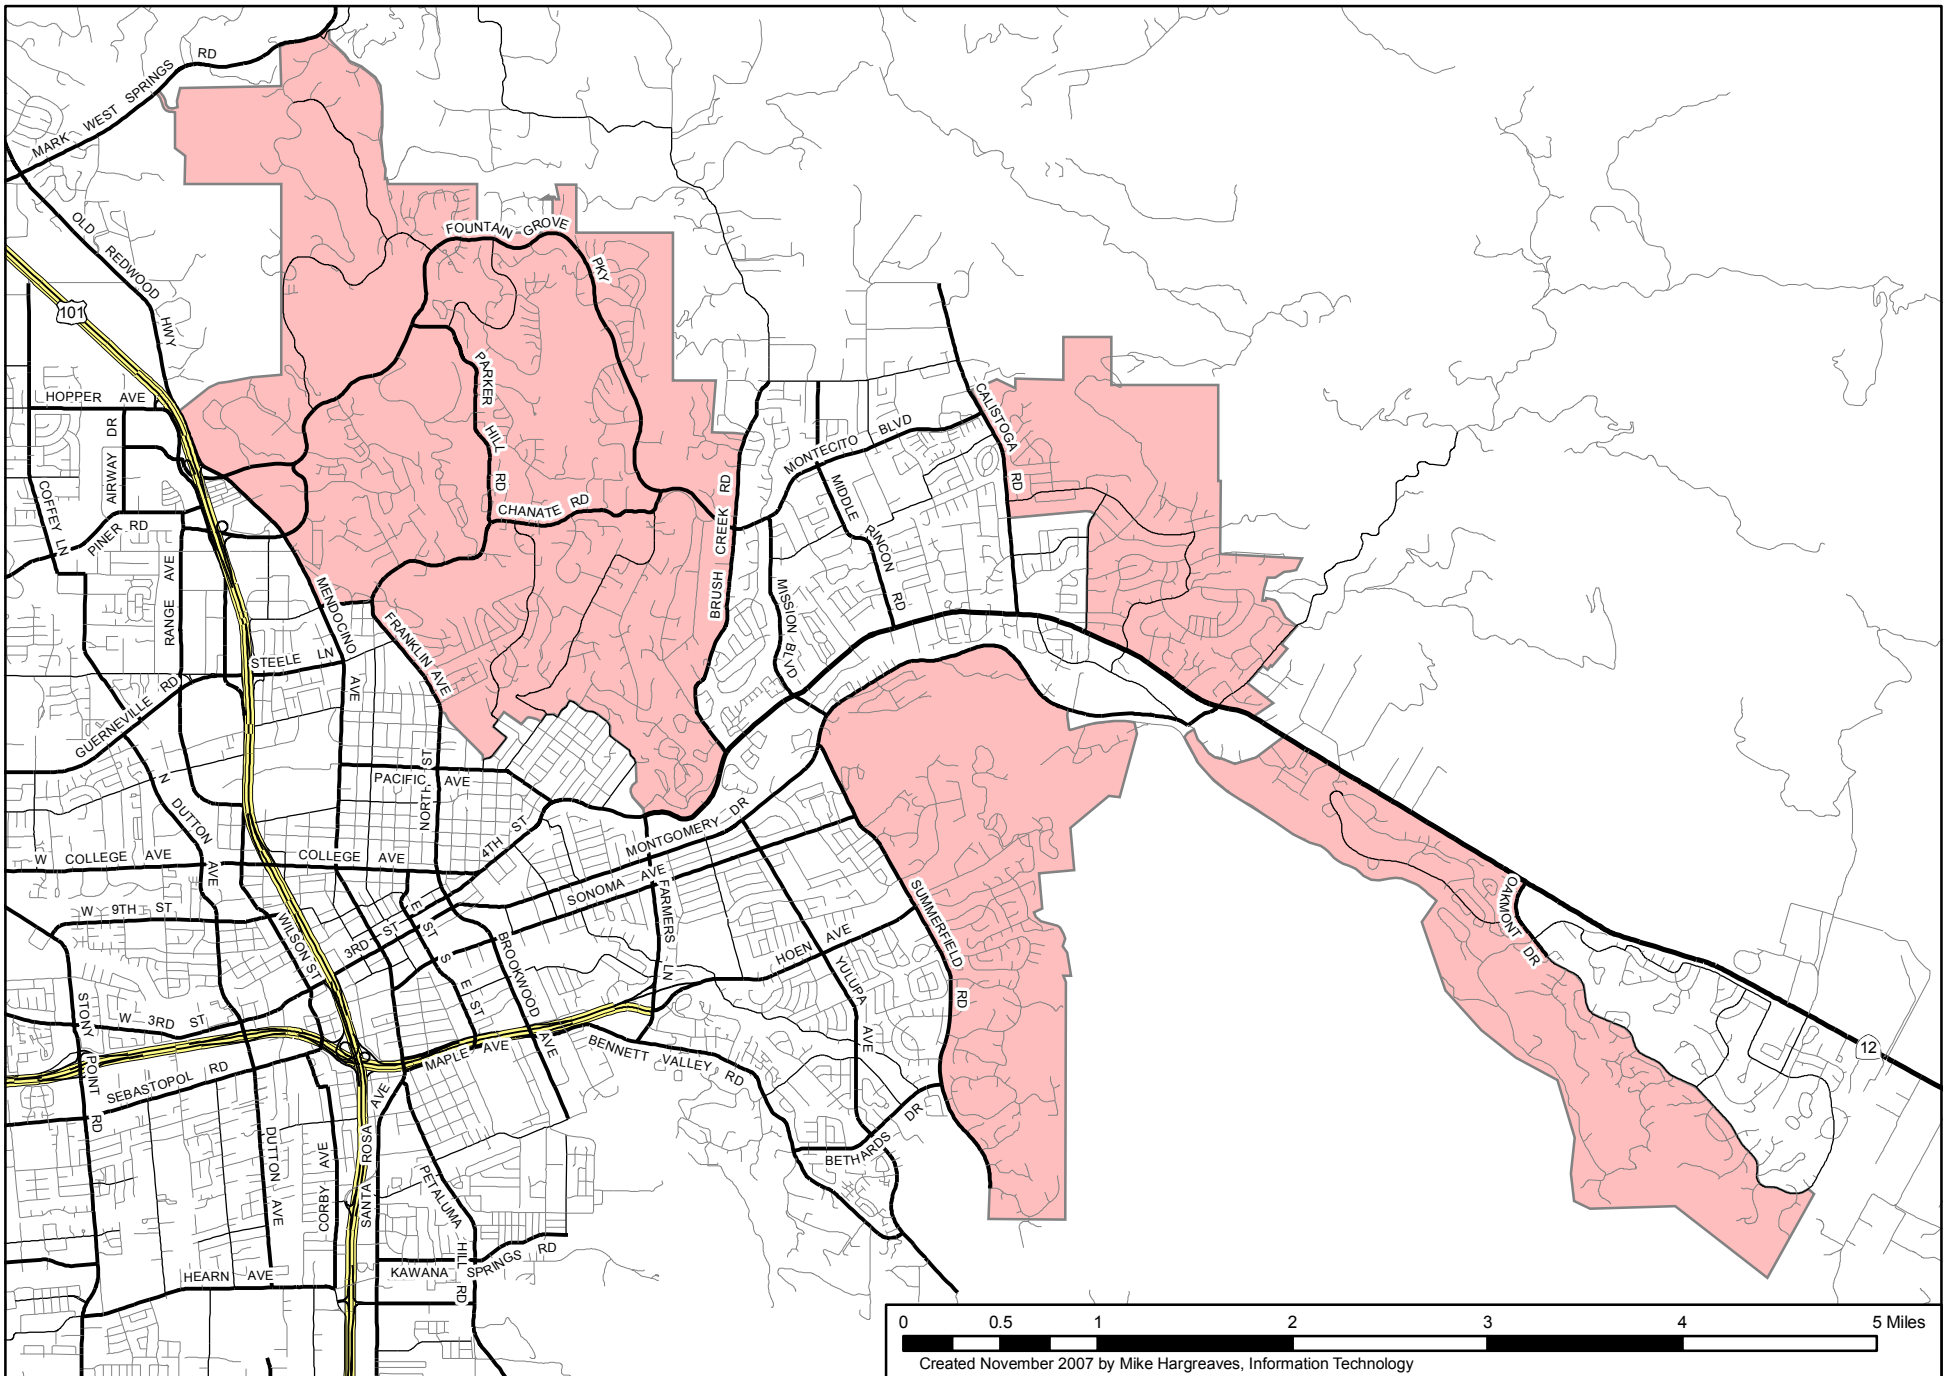 MARK WEST SPRINGS RD
OLD REDWOOD HWY
101
FOUNTAIN GROVE PKY
PARKER HILL RD
CHANATE RD
HOPPER AVE
AIRWAY DR
COFFEY LN
PINER RD
RANGE AVE
MENDOCINO AVE
FRANKLIN AVE
STEELE LN
GUERNEVILLE RD
BRUSH CREEK RD
MONTECITO BLVD
MIDDLE RINCON RD
MISSION BLVD
CALISTOGA RD
N DUTTON AVE
PACIFIC AVE
NORTH ST
4TH ST
W COLLEGE AVE
COLLEGE AVE
MONTGOMERY DR
SONOMA AVE
FARMERS LN
W 9TH ST
WILSON ST
3RD ST
E ST
S E ST
BROOKWOOD AVE
HOEN AVE
YULUPA AVE
SUMMERFIELD RD
OAKMONT DR
12
STONY POINT RD
W 3RD ST
SEBASTOPOL RD
MAPLE AVE
BENNETT VALLEY RD
BETHARDS DR
DUTTON AVE
CORBY AVE
SANTA ROSA AVE
PETALUMA HILL RD
HEARN AVE
KAWANA SPRINGS RD
0 0.5 1 2 3 4 5 Miles
Created November 2007 by Mike Hargreaves, Information Technology